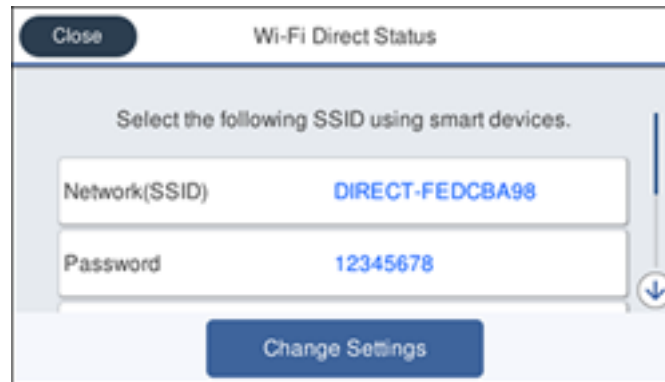 Close
Wi-Fi Direct Status
Select the following SSID using smart devices.
Network(SSID) DIRECT-FEDCBA98
Password 12345678
Change Settings